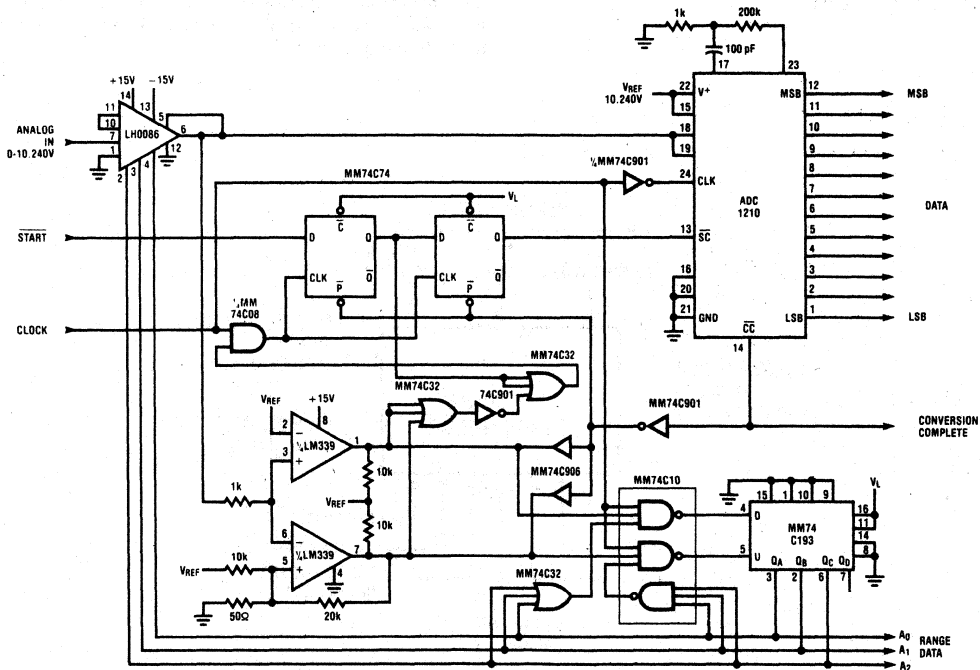 1k
200k
100 pF
17
23
+15V
−15V
14
13
11
10
5
LH0086
6
7
1
12
2
3
4
ANALOG
IN
0-10.240V
VREF
10.240V
22
V+
15
18
19
MSB
12
MSB
11
10
9
8
7
6
5
4
3
2
LSB
1
LSB
DATA
ADC
1210
¼MM74C901
24
CLK
MM74C74
VL
START
D
C
Q
CLK
Q
P
D
C
Q
CLK
Q
P
13
SC
16
20
21
GND
CC
14
¼MM
74C08
CLOCK
MM74C32
MM74C32
74C901
MM74C901
CONVERSION
COMPLETE
VREF
+15V
8
2
−
3
+
¼LM339
1
10k
VREF
10k
MM74C906
1k
6
−
¼LM339
5
+
7
4
VREF
10k
50Ω
20k
MM74C32
MM74C10
15
1
10
9
VL
4
D
MM74
C193
16
11
14
8
5
U
QA
QB
QC
QD
3
2
6
7
A0
A1
A2
RANGE
DATA